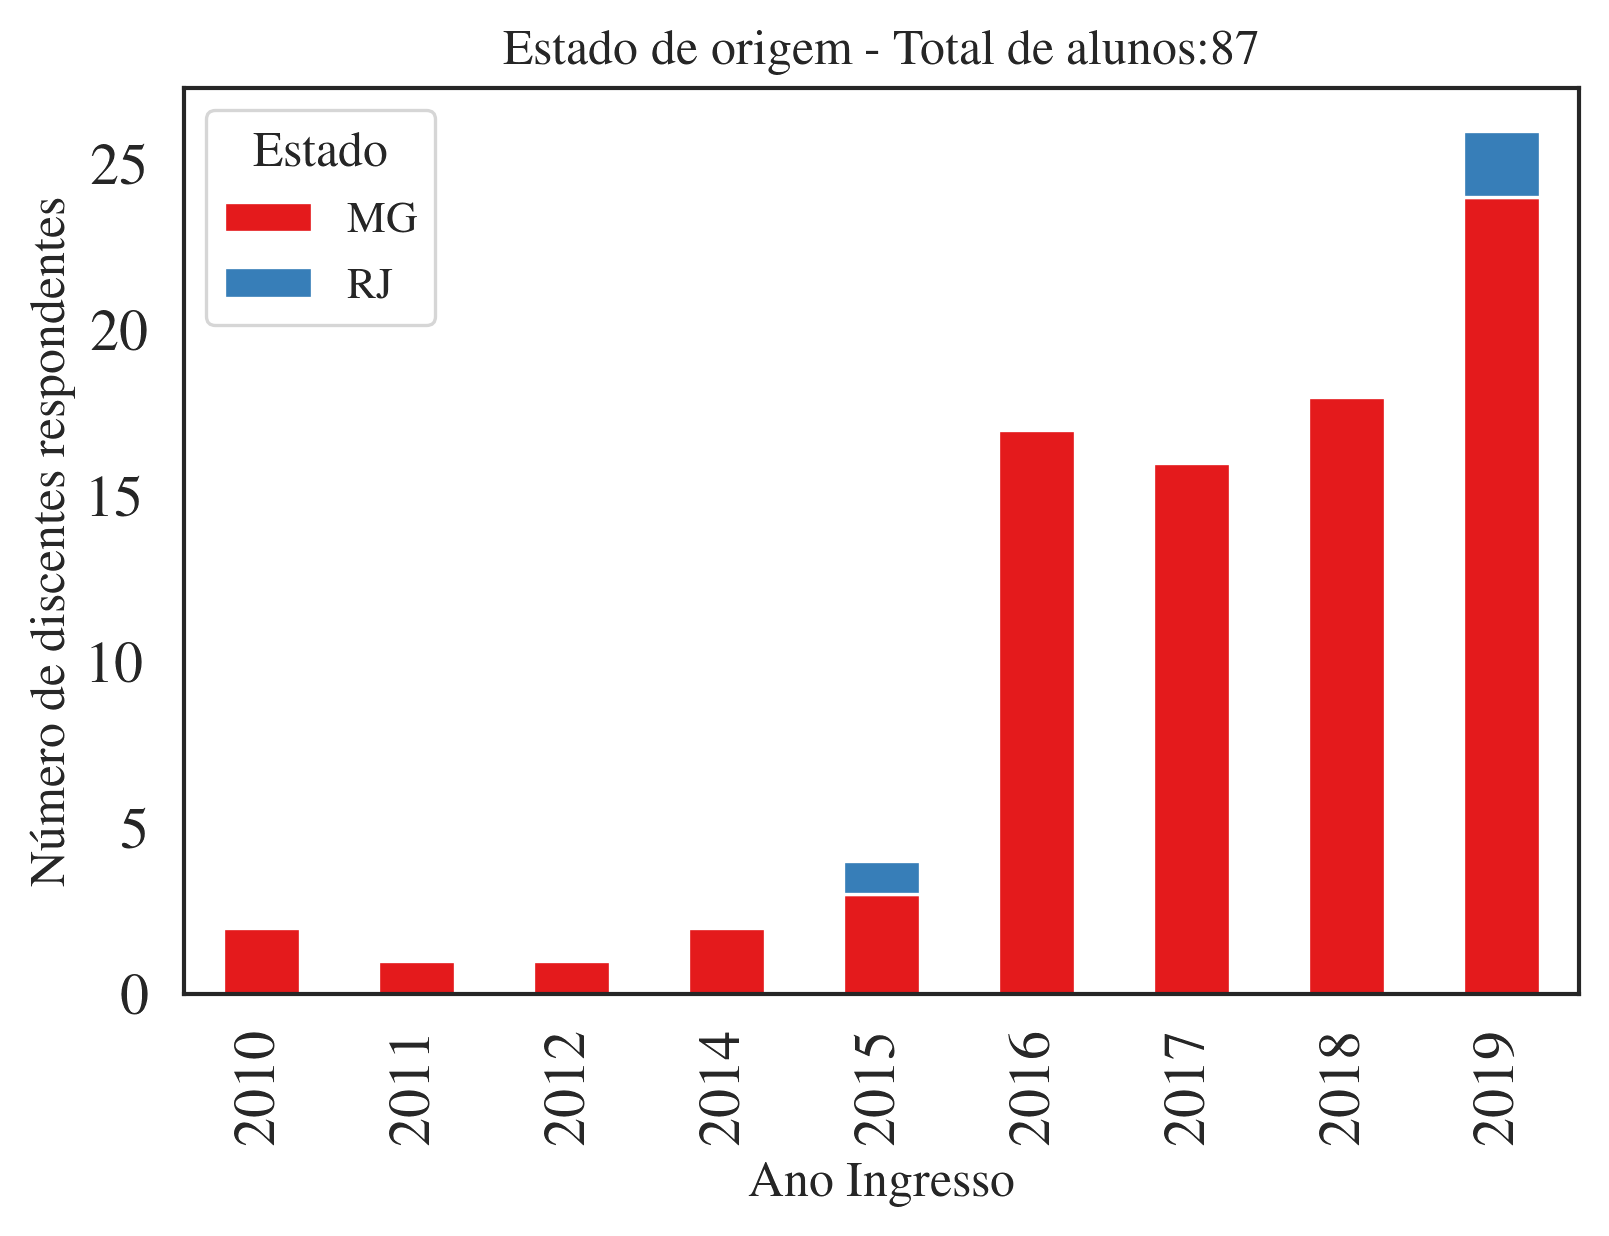 Estado de origem - Total de alunos:87
Número de discentes respondentes
25
20
15
10
5
0
Estado
MG
RJ
2010
2011
2012
2014
2015
2016
2017
2018
2019
Ano Ingresso